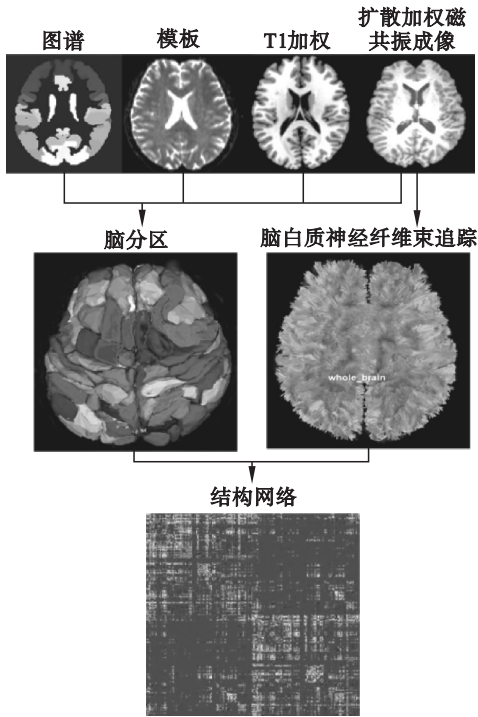 图谱
模板
T1加权
扩散加权磁
共振成像
脑分区
脑白质神经纤维束追踪
whole_brain
结构网络